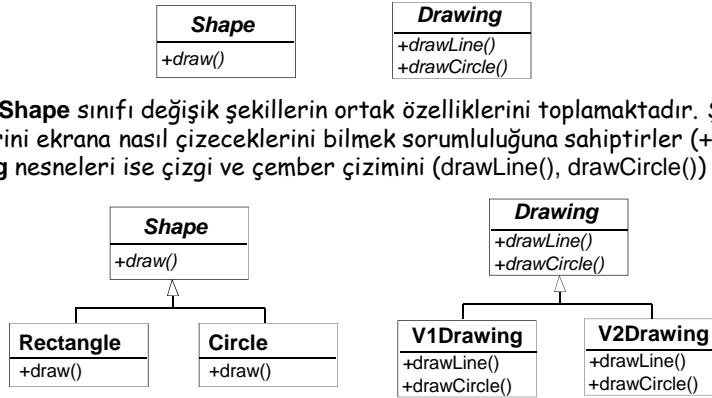 Shape
+draw()
Drawing
+drawLine()
+drawCircle()
Shape sınıfı değişik şekillerin ortak özelliklerini toplamaktadır.
ekrana nasıl çizeceklerini bilmek sorumluluğuna sahiptirler (+
nesneleri ise çizgi ve çember çizimini (drawLine(), drawCircle())
Shape
+draw()
Drawing
+drawLine()
+drawCircle()
Rectangle
+draw()
Circle
+draw()
V1Drawing
+drawLine()
+drawCircle()
V2Drawing
+drawLine()
+drawCircle()